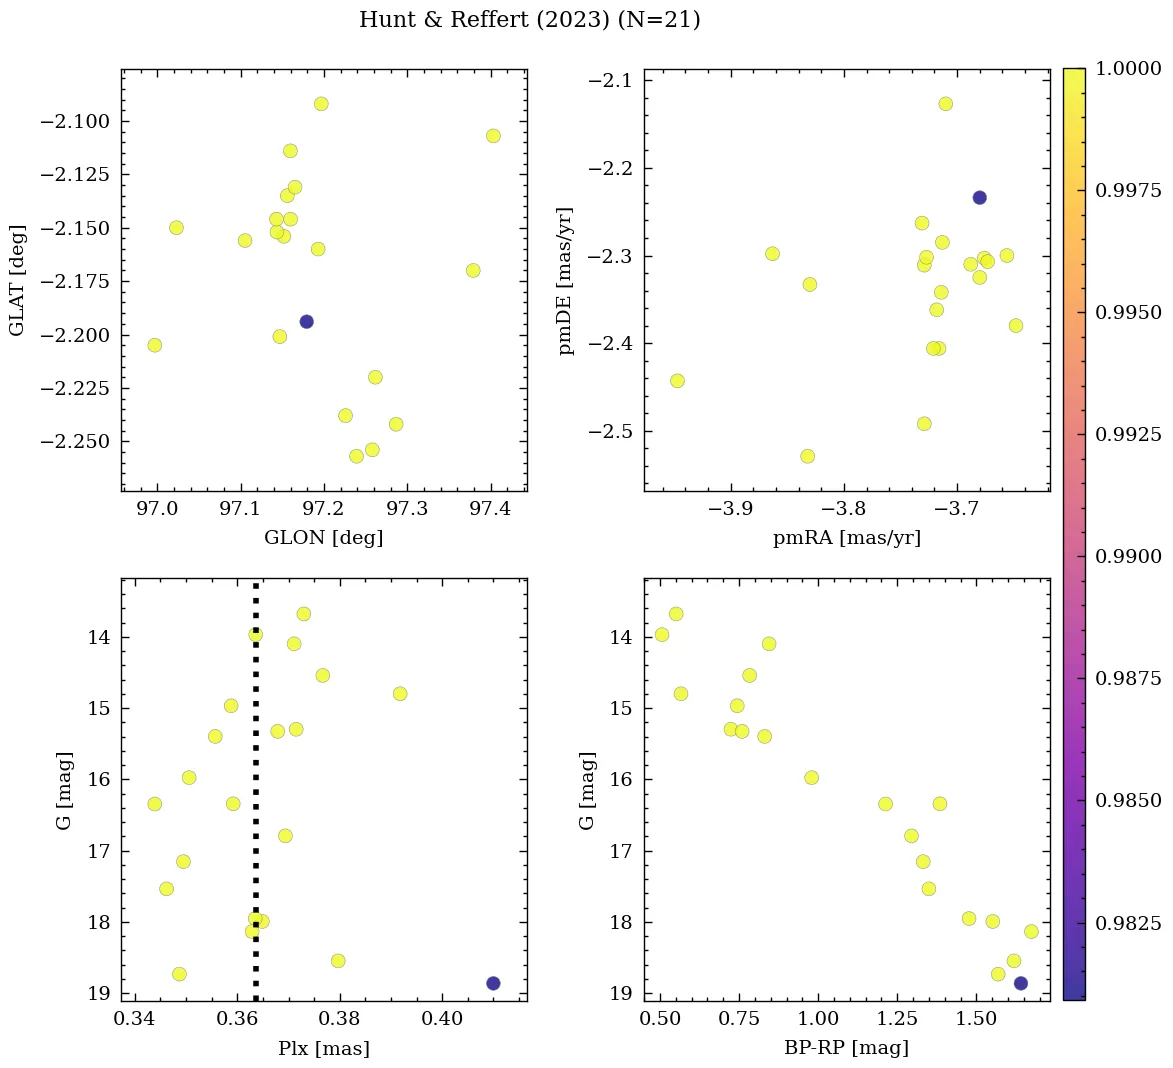 Hunt & Reffert (2023) (N=21)
−2.100
−2.125
−2.150
−2.175
−2.200
−2.225
−2.250
GLAT [deg]
97.0 97.1 97.2 97.3 97.4
GLON [deg]
−2.1
−2.2
−2.3
−2.4
−2.5
pmDE [mas/yr]
−3.9 −3.8 −3.7
pmRA [mas/yr]
14
15
16
17
18
19
G [mag]
0.34 0.36 0.38 0.40
Plx [mas]
14
15
16
17
18
19
G [mag]
0.50 0.75 1.00 1.25 1.50
BP-RP [mag]
1.0000
0.9975
0.9950
0.9925
0.9900
0.9875
0.9850
0.9825